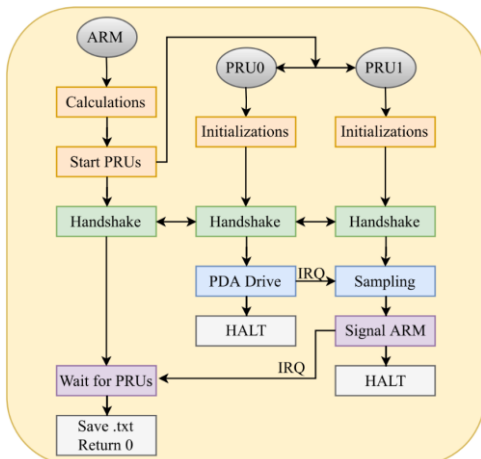 ARM
PRU0
PRU1
Calculations
Initializations
Initializations
Start PRUs
Handshake
Handshake
Handshake
PDA Drive
IRQ
Sampling
HALT
Signal ARM
IRQ
Wait for PRUs
HALT
Save .txt
Return 0